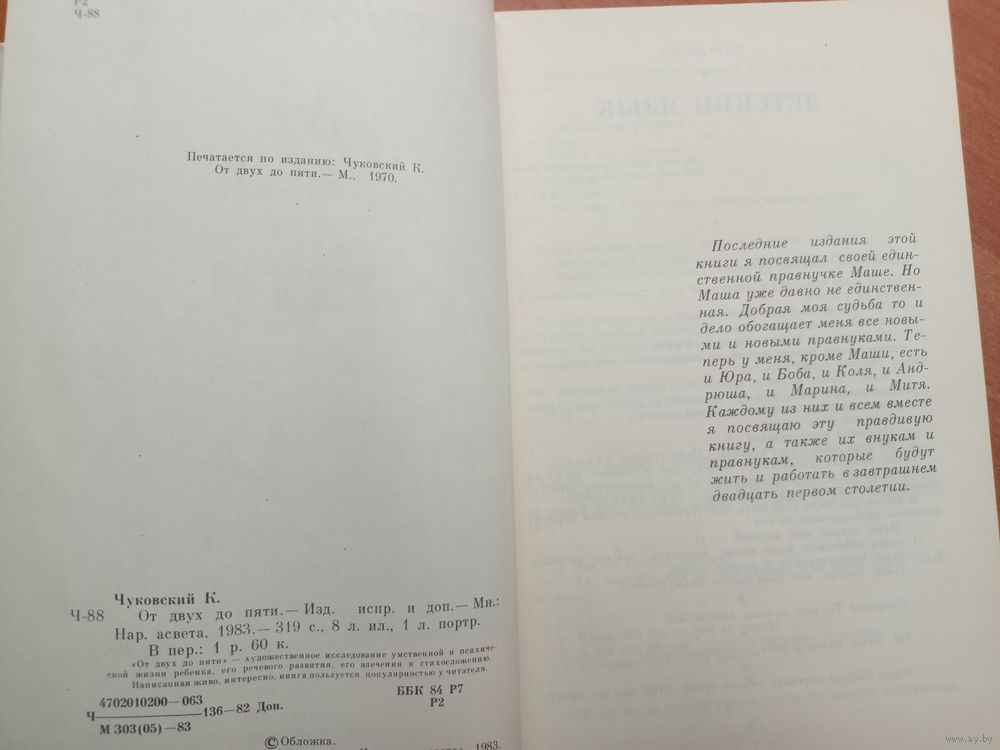 Р2
Ч-88
Печатается по изданию: Чуковский К.
От двух до пяти.— М., 1970.
Чуковский К.
Ч-88 От двух до пяти.— Изд. испр. и доп.— Мн.:
Нар. асвета, 1983.— 319 с., 8 л. ил., 1 л. портр.
В пер.: 1 р. 60 к.
«От двух до пяти» — художественное исследование умственной и психиче-
ской жизни ребенка, его речевого развития, его влечения к стихосложению.
Написанная живо, интересно, книга пользуется популярностью у читателя.
4702010200—063
Ч 136—82 Доп.
М 303(05)—83
ББК 84 Р7
Р2
© Обложка.
1983.
Последние издания этой
книги я посвящал своей един-
ственной правнучке Маше. Но
Маша уже давно не единствен-
ная. Добрая моя судьба то и
дело обогащает меня все новы-
ми и новыми правнуками. Те-
перь у меня, кроме Маши, есть
и Юра, и Боба, и Коля, и Анд-
рюша, и Марина, и Митя.
Каждому из них и всем вместе
я посвящаю эту правдивую
книгу, а также их внукам и
правнукам, которые будут
жить и работать в завтрашнем
двадцать первом столетии.
ДЕТСКИЙ ЯЗЫК
www.ay.by